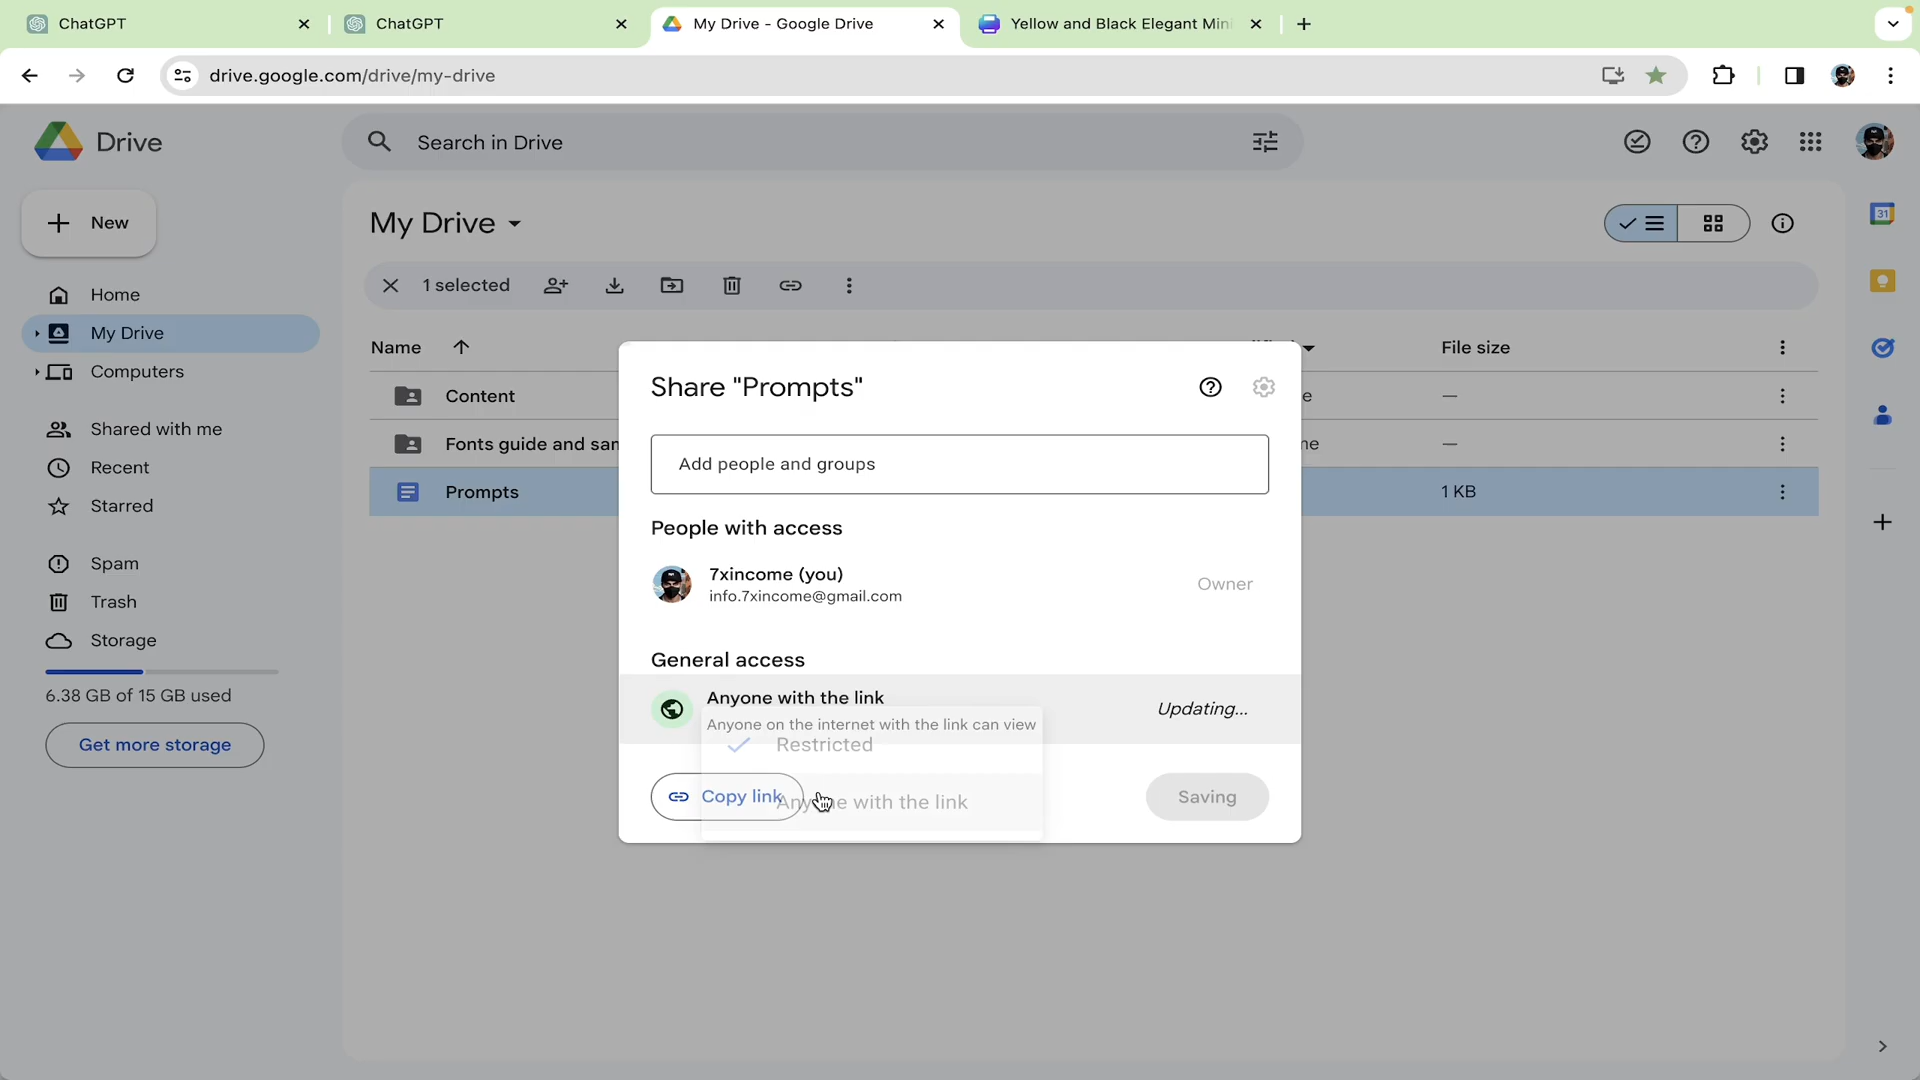 ChatGPT
ChatGPT
My Drive - Google Drive
Yellow and Black Elegant Mini
drive.google.com/drive/my-drive
Drive
Search in Drive
New
My Drive
Home
1 selected
My Drive
Computers
Name
File size
Content
Fonts guide and sam
Prompts
1 KB
Shared with me
Recent
Starred
Spam
Trash
Storage
6.38 GB of 15 GB used
Get more storage
Share "Prompts"
Add people and groups
People with access
7xincome (you)
info.7xincome@gmail.com
Owner
General access
Anyone with the link
Anyone on the internet with the link can view
Updating...
Restricted
Copy link
Anyone with the link
Saving
31